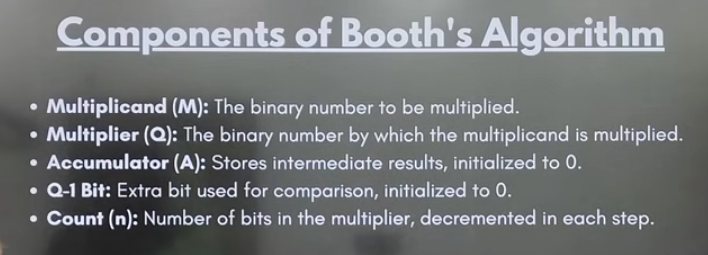 Components of Booth's Algorithm
• Multiplicand (M): The binary number to be multiplied.
• Multiplier (Q): The binary number by which the multiplicand is multiplied.
• Accumulator (A): Stores intermediate results, initialized to 0.
• Q-1 Bit: Extra bit used for comparison, initialized to 0.
• Count (n): Number of bits in the multiplier, decremented in each step.